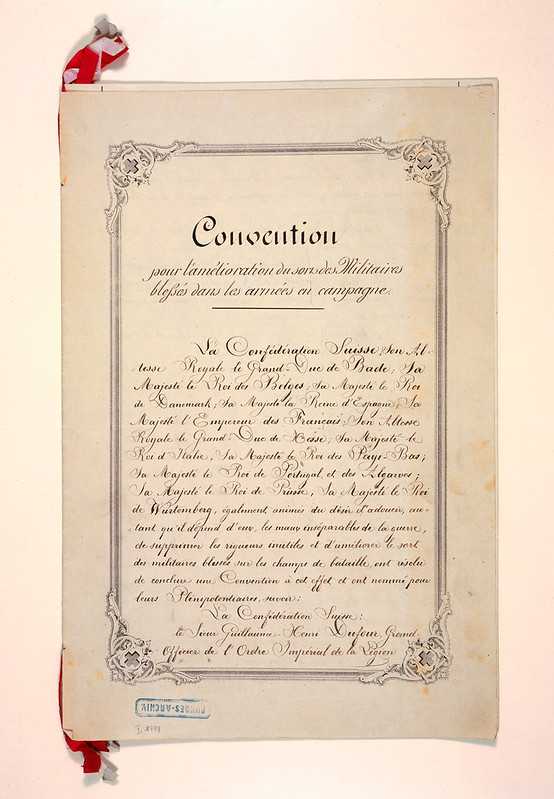 Convention
pour l'amélioration du sort des Militaires
blessés dans les armées en campagne.
La Confédération Suisse; Son Al-
tesse Royale le Grand-Duc de Bade; Sa
Majesté le Roi des Belges; Sa Majesté le Roi
de Danemark; Sa Majesté la Reine d'Espagne; Sa
Majesté l'Empereur des Français; Son Altesse
Royale le Grand-Duc de Hesse; Sa Majesté le
Roi d'Italie; Sa Majesté le Roi des Pays-Bas;
Sa Majesté le Roi de Portugal et des Algarves;
Sa Majesté le Roi de Prusse, Sa Majesté le Roi
de Würtemberg, également animés du désir d'adoucir, au-
tant qu'il dépend d'eux, les maux inséparables de la guerre,
de supprimer les rigueurs inutiles et d'améliorer le sort
des militaires blessés sur les champs de bataille, ont résolu
de conclure une Convention à cet effet et ont nommé pour
leurs Plénipotentiaires, savoir:
La Confédération Suisse:
le Sieur Guillaume-Henri Dufour, Grand
Officier de l'Ordre Impérial de la Légion
BUNDES-ARCHIV